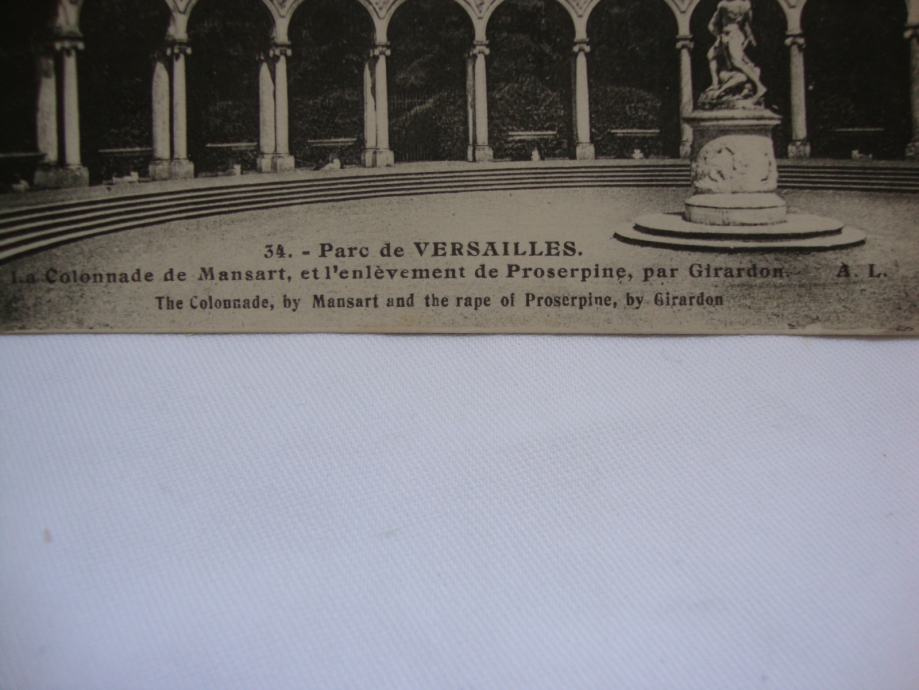 34. - Parc de VERSAILLES.
La Colonnade de Mansart, et l'enlèvement de Proserpine, par Girardon. - A. L.
The Colonnade, by Mansart and the rape of Proserpine, by Girardon